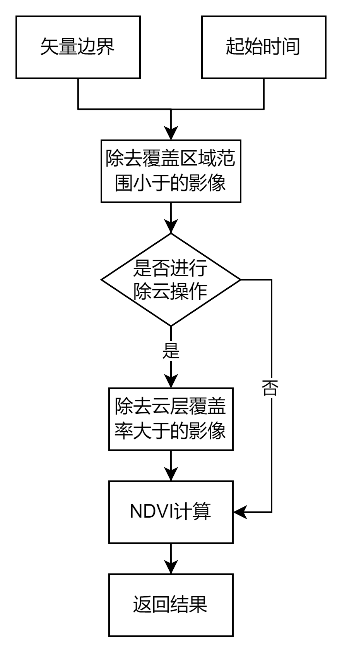 矢量边界
起始时间
除去覆盖区域范
围小于的影像
是否进行
除云操作
是
否
除去云层覆盖
率大于的影像
NDVI计算
返回结果